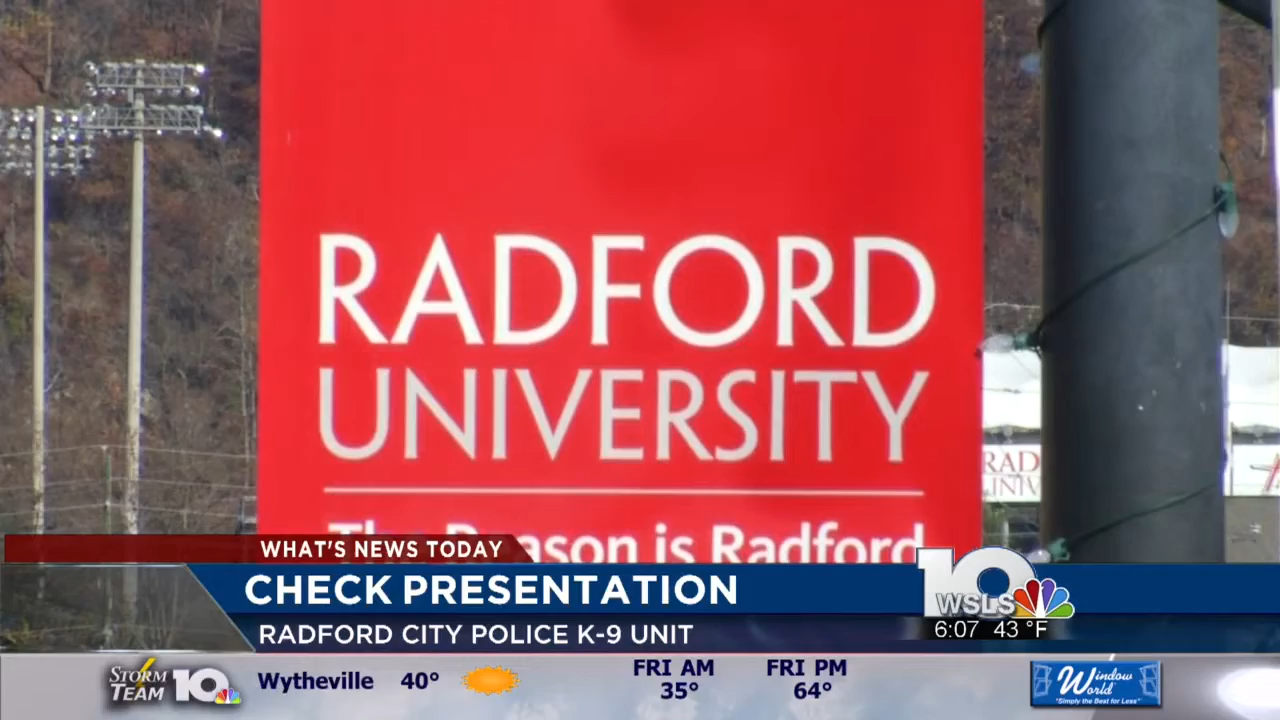 RADFORD
UNIVERSITY
The Reason is Radford
RAD
UNIV
WHAT'S NEWS TODAY
CHECK PRESENTATION
RADFORD CITY POLICE K-9 UNIT
10
WSLS
6:07 43 °F
STORM
TEAM 10
Wytheville 40°
FRI AM
35°
FRI PM
64°
Window
World
"Simply the Best for Less"